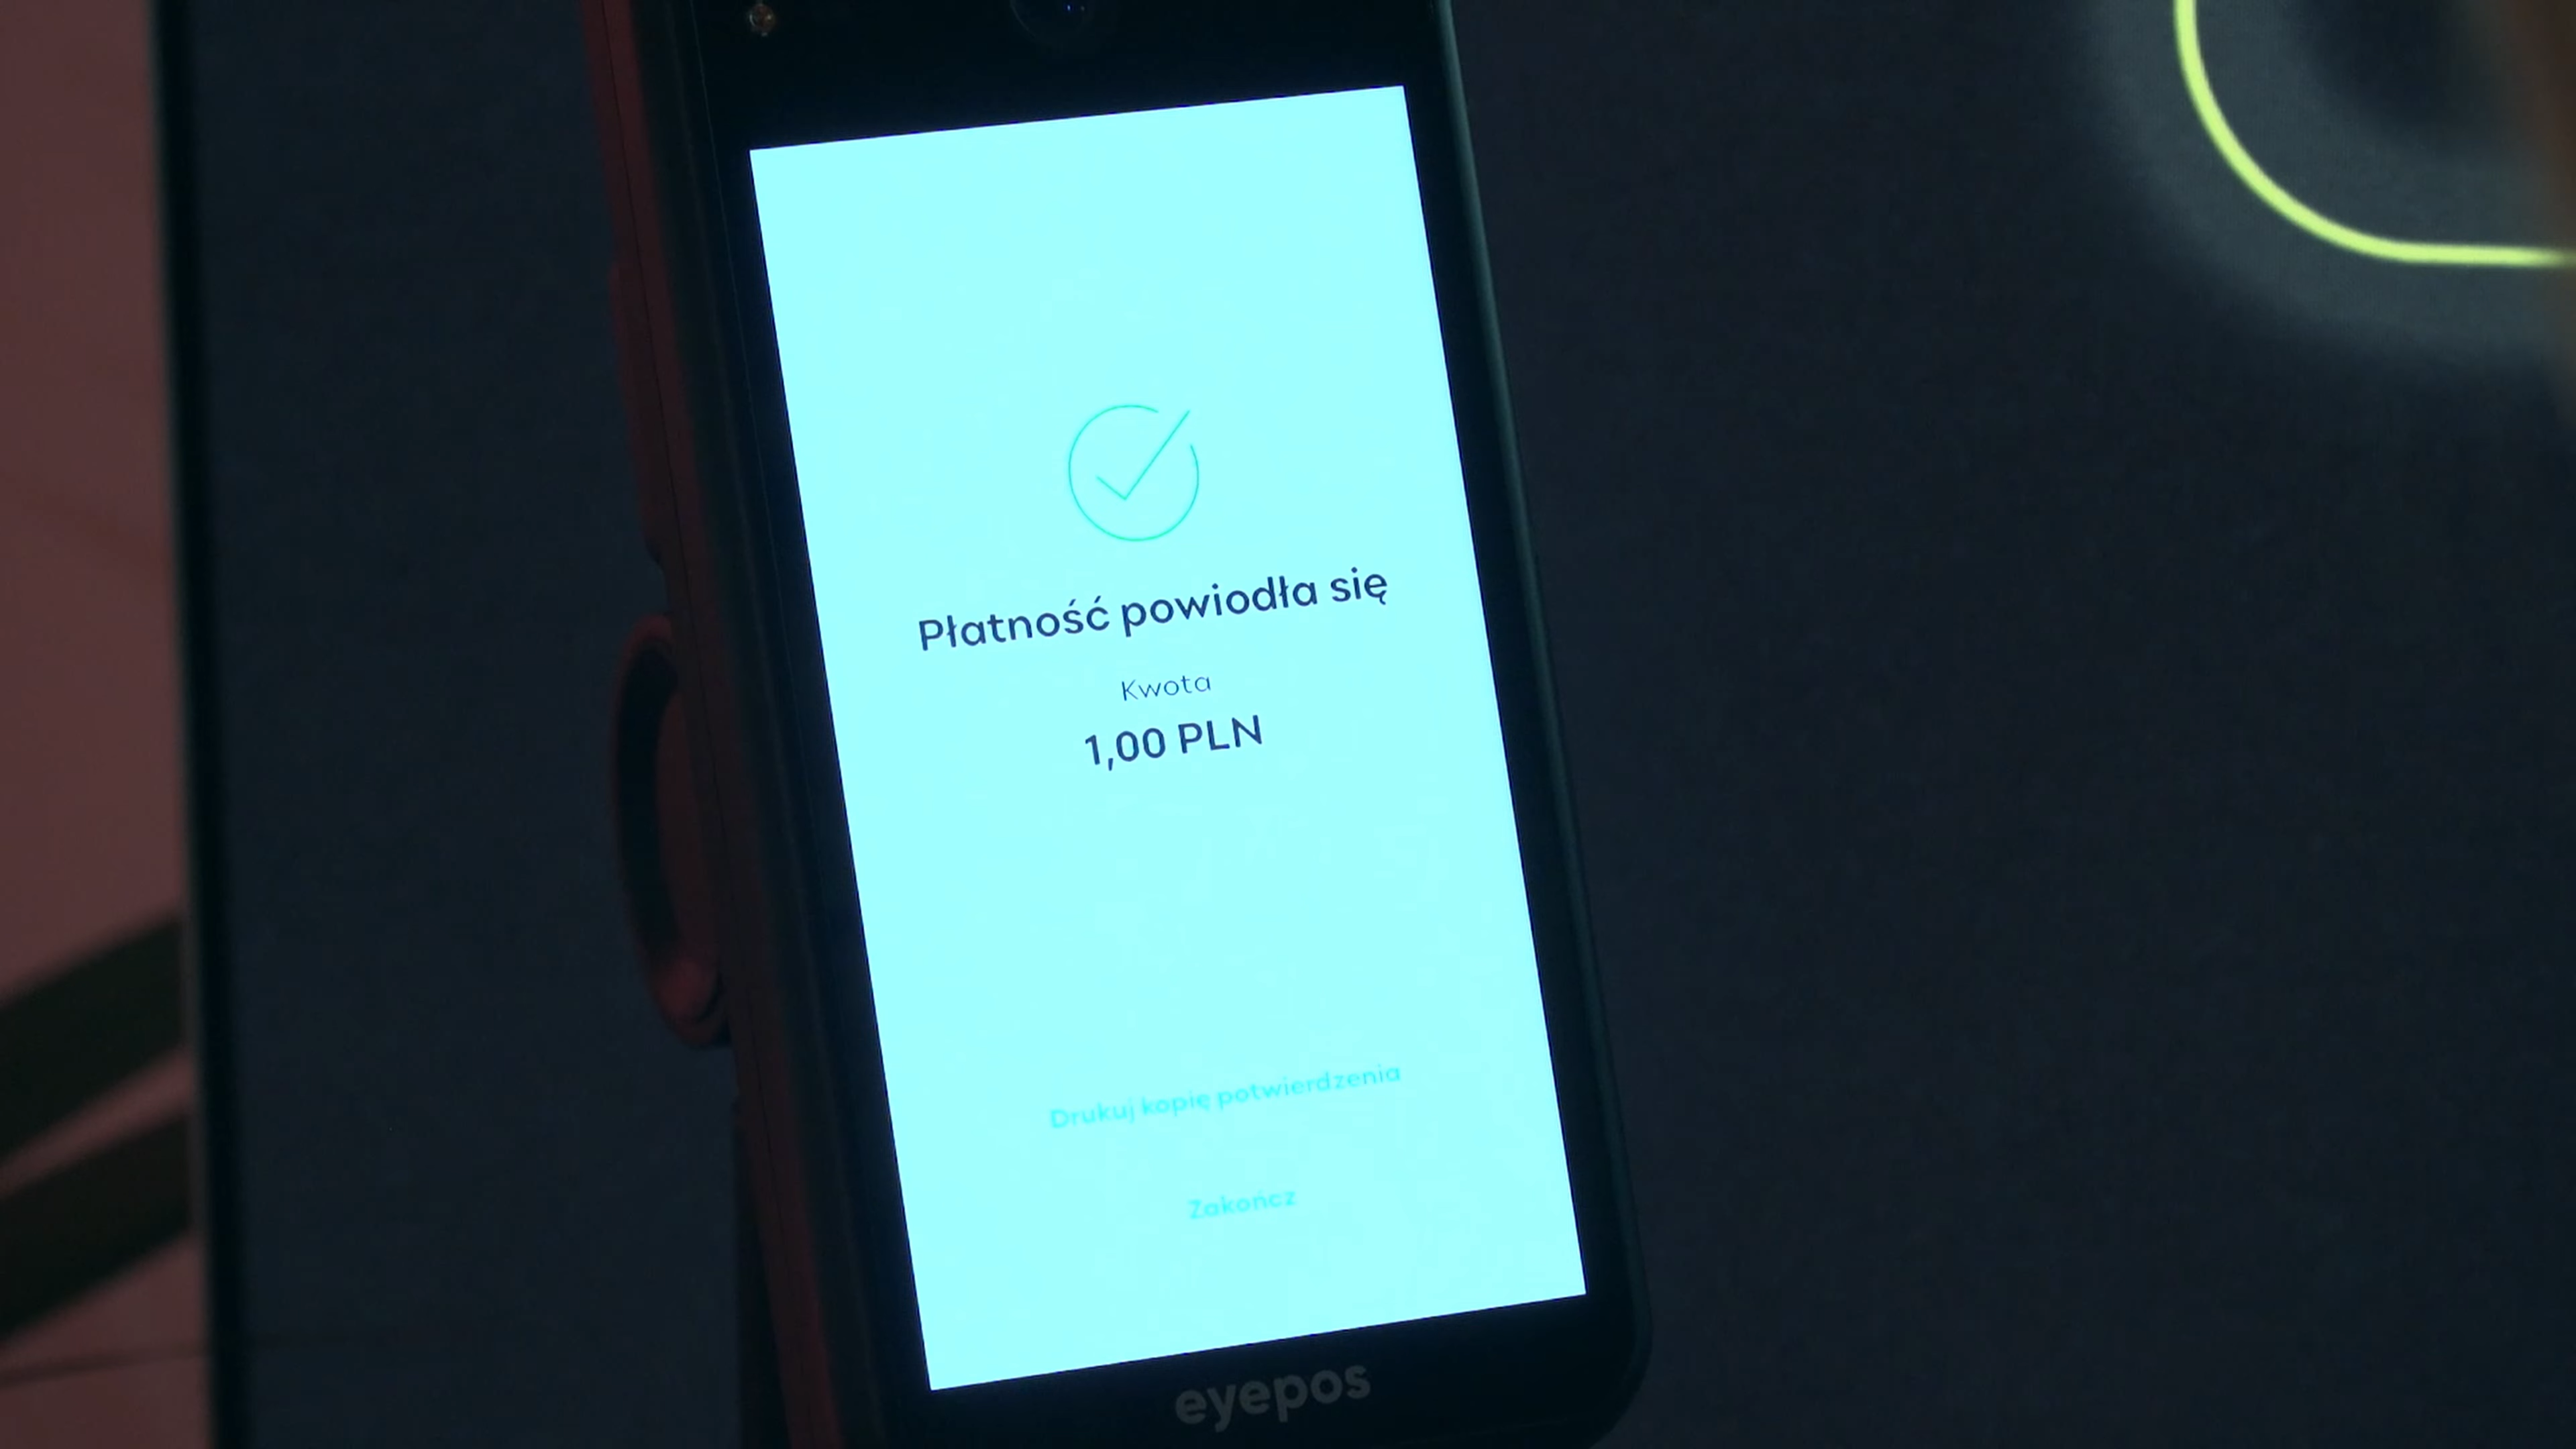 Płatność powiodła się
Kwota
1,00 PLN
Drukuj kopię potwierdzenia
Zakończ
eyepos